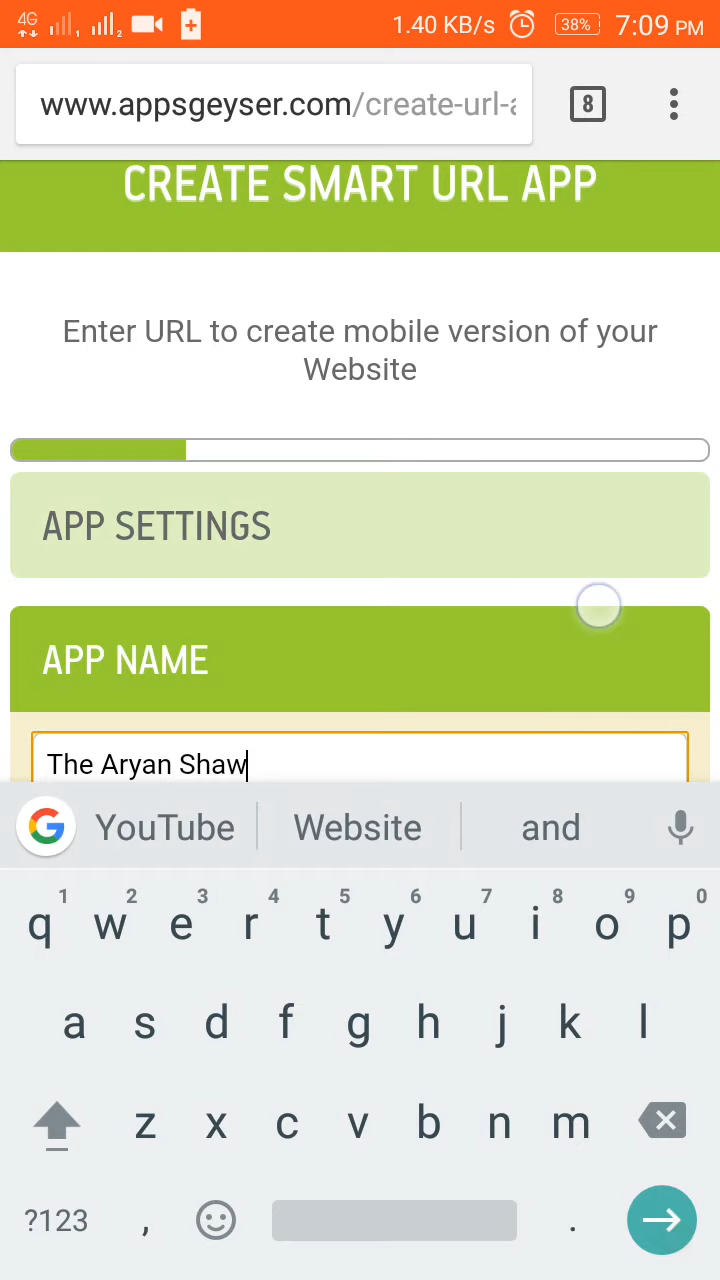 4G 1 2 1.40 KB/s 38% 7:09 PM
www.appsgeyser.com/create-url-a 8
CREATE SMART URL APP
Enter URL to create mobile version of your
Website
APP SETTINGS
APP NAME
The Aryan Shaw
G YouTube Website and
1 2 3 4 5 6 7 8 9 0
q w e r t y u i o p
a s d f g h j k l
z x c v b n m
?123 , .